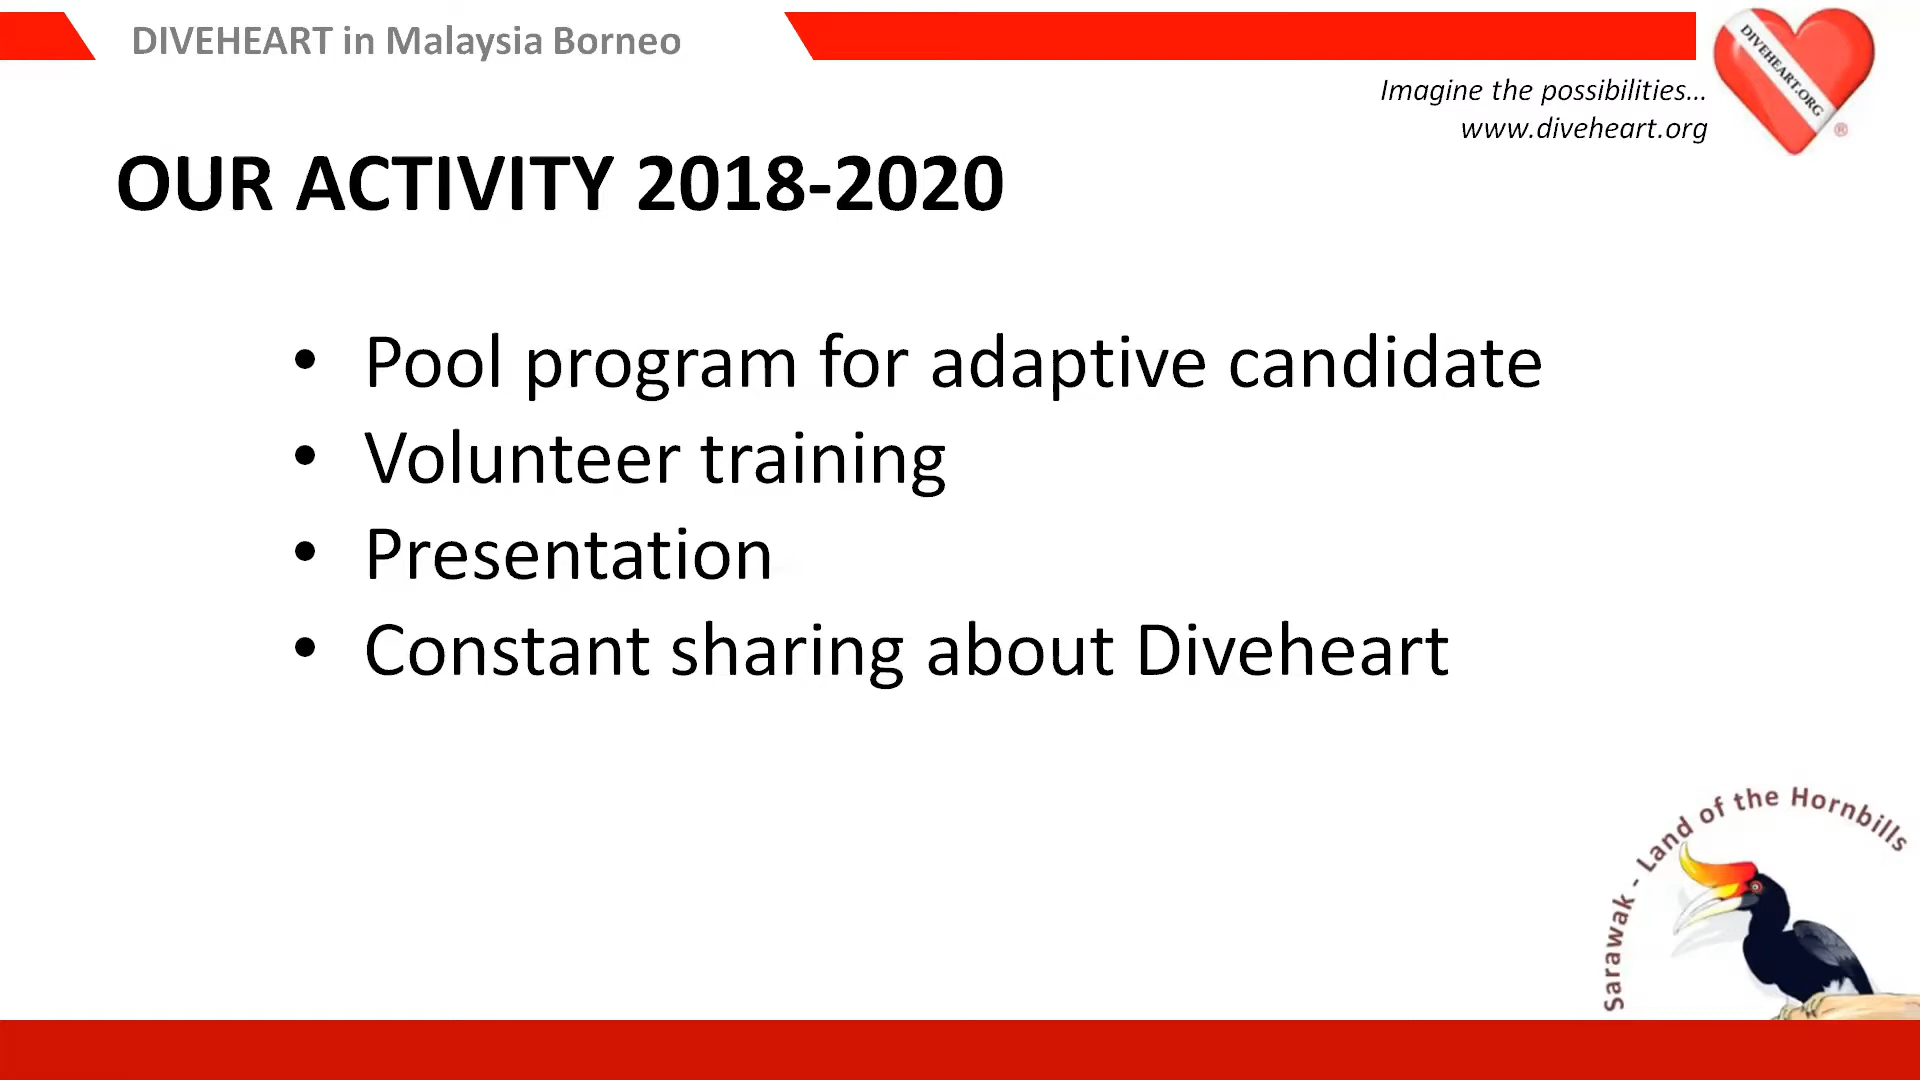 DIVEHEART in Malaysia Borneo
DIVEHEART.ORG
®
Imagine the possibilities...
www.diveheart.org
OUR ACTIVITY 2018-2020
• Pool program for adaptive candidate
• Volunteer training
• Presentation
• Constant sharing about Diveheart
Sarawak - Land of the Hornbills